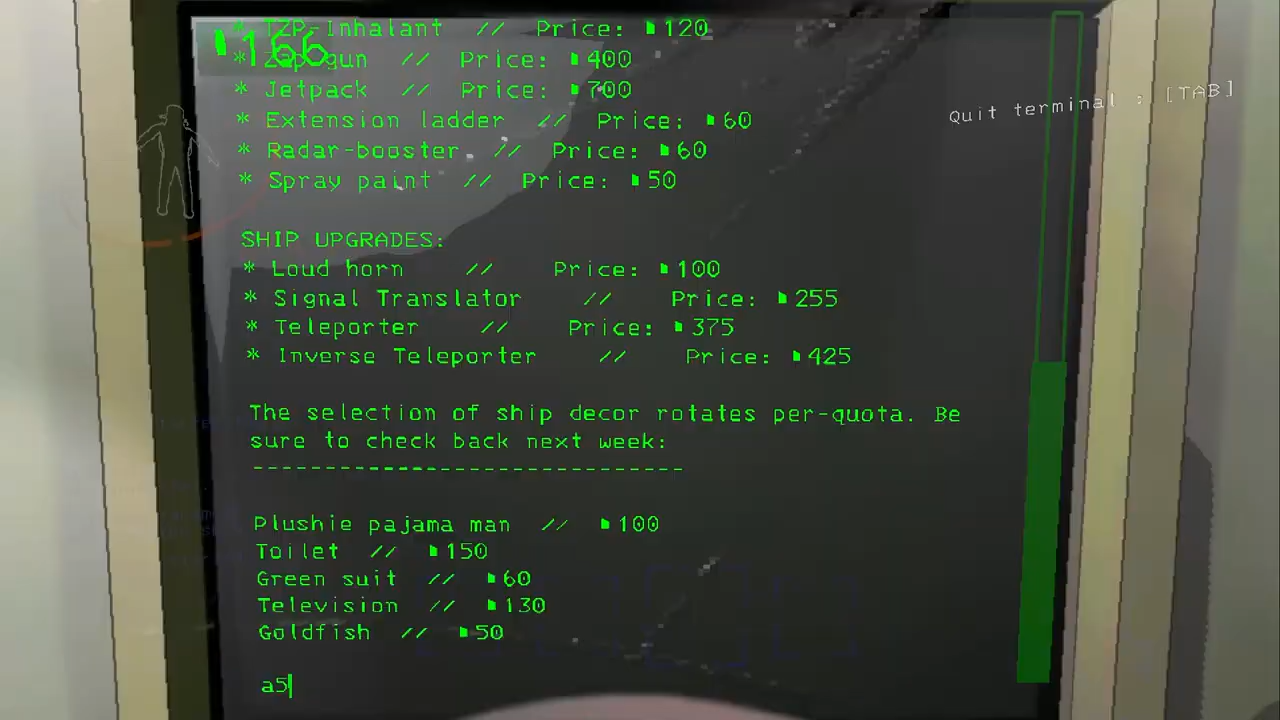 * TZP-Inhalant // Price: ▮120
▮166
* Zap gun // Price: ▮400
* Jetpack // Price: ▮700
Quit terminal : [TAB]
* Extension ladder // Price: ▮60
* Radar-booster // Price: ▮60
* Spray paint // Price: ▮50
SHIP UPGRADES:
* Loud horn // Price: ▮100
* Signal Translator // Price: ▮255
* Teleporter // Price: ▮375
* Inverse Teleporter // Price: ▮425
The selection of ship decor rotates per-quota. Be
sure to check back next week:
------------------------------
Plushie pajama man // ▮100
Toilet // ▮150
Green suit // ▮60
Television // ▮130
Goldfish // ▮50
a5